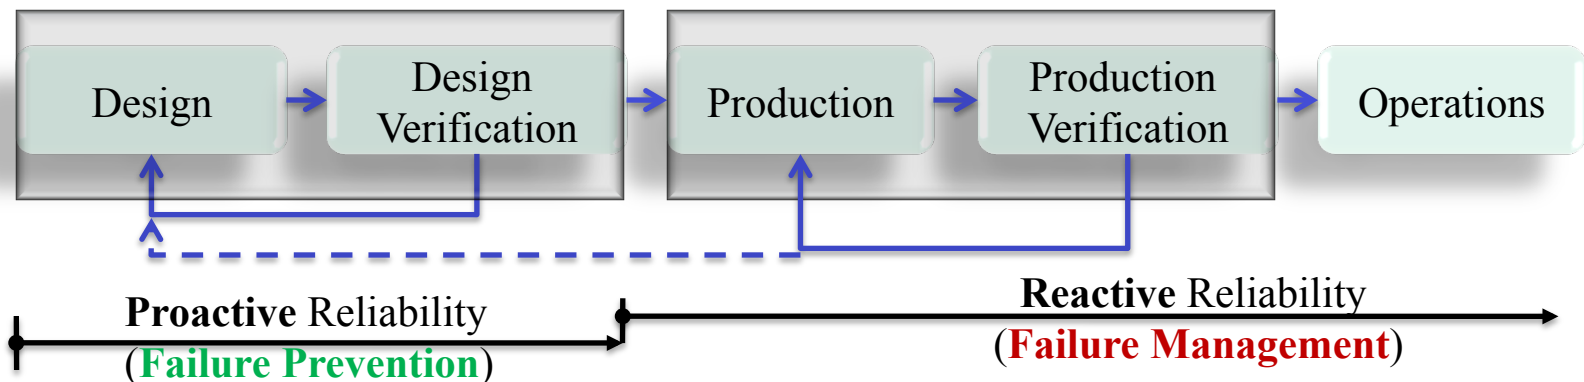 Design
Design
Verification
Production
Production
Verification
Operations
Proactive Reliability
(Failure Prevention)
Reactive Reliability
(Failure Management)